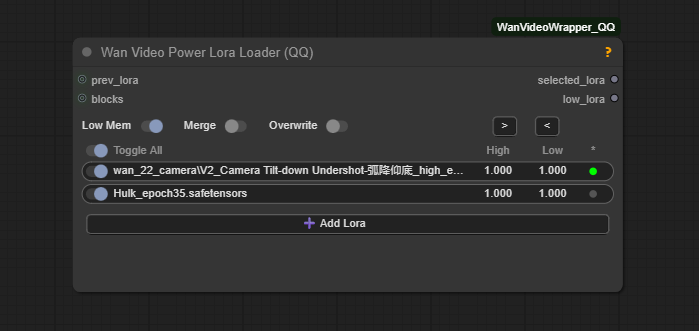 WanVideoWrapper_QQ
Wan Video Power Lora Loader (QQ) ?
prev_lora selected_lora
blocks low_lora
Low Mem Merge Overwrite > <
Toggle All High Low *
wan_22_camera\V2_Camera Tilt-down Undershot-弧降仰底_high_e... 1.000 1.000
Hulk_epoch35.safetensors 1.000 1.000
+ Add Lora